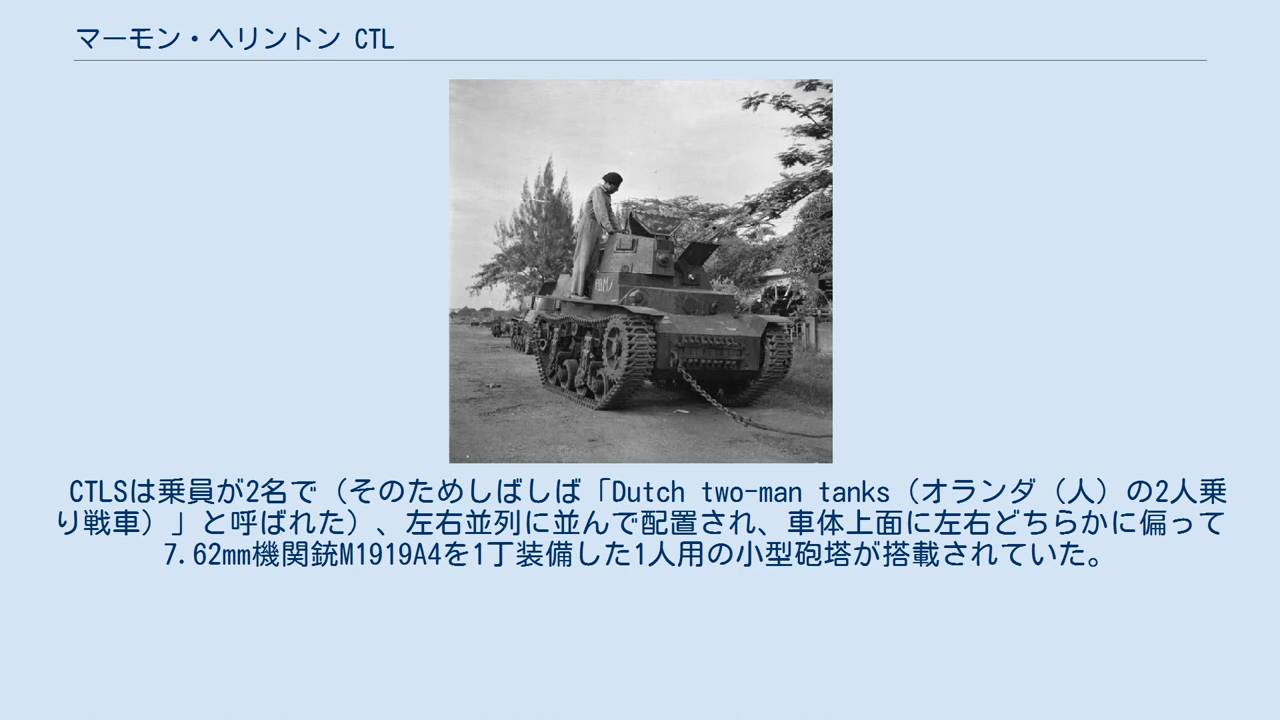 マーモン・ヘリントン CTL
CTLSは乗員が2名で（そのためしばしば「Dutch two-man tanks（オランダ（人）の2人乗
り戦車）」と呼ばれた）、左右並列に並んで配置され、車体上面に左右どちらかに偏って
7.62mm機関銃M1919A4を1丁装備した1人用の小型砲塔が搭載されていた。